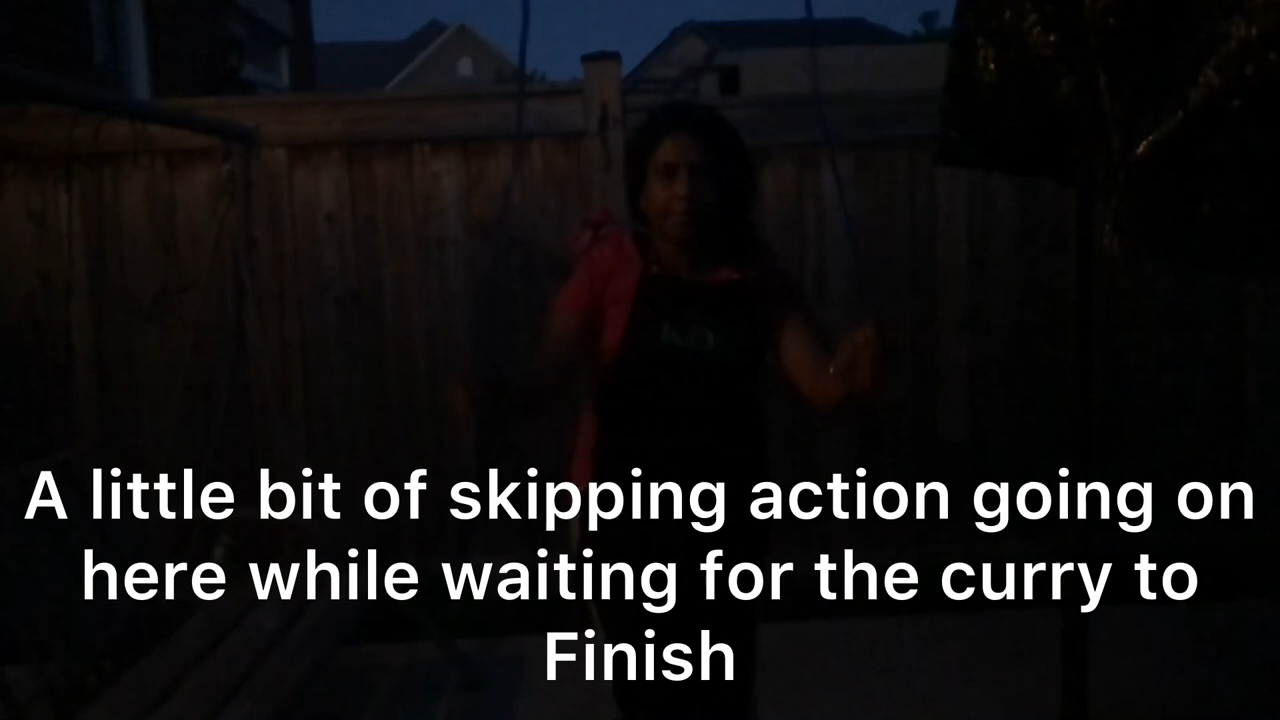 A little bit of skipping action going on
here while waiting for the curry to
Finish